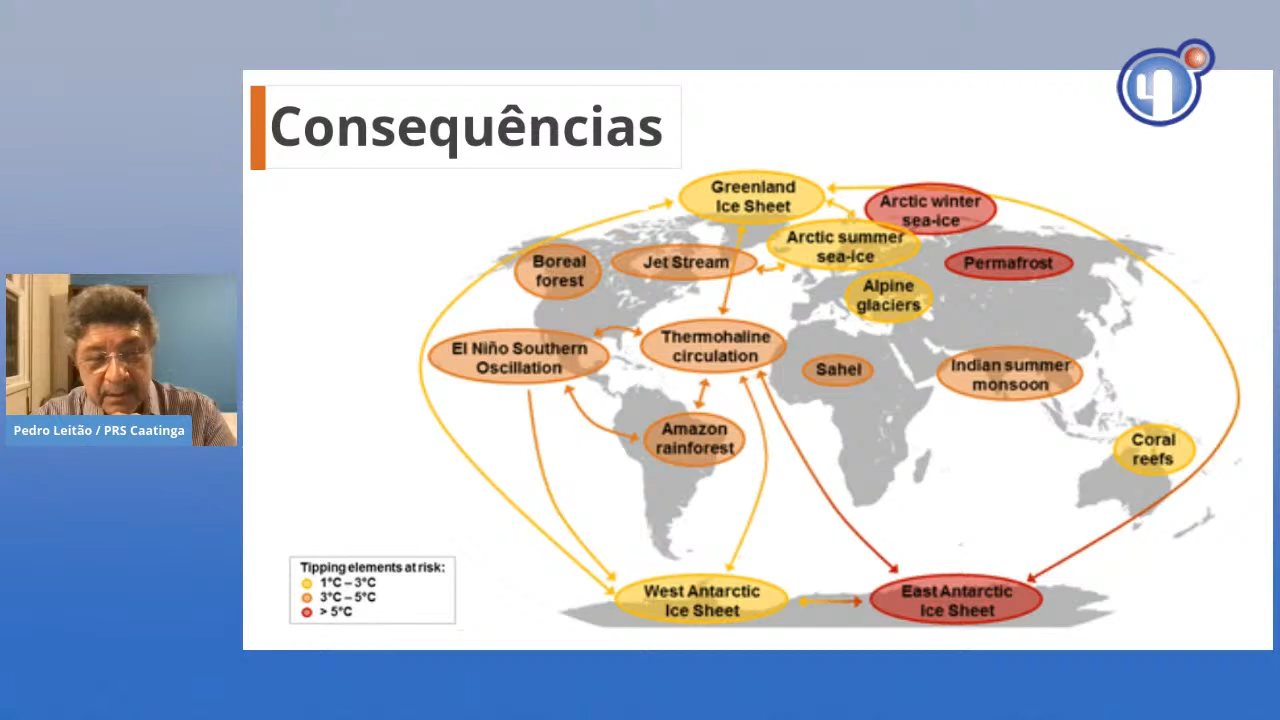 Consequências
Greenland
Ice Sheet
Arctic winter
sea-ice
Arctic summer
sea-ice
Boreal
forest
Jet Stream
Permafrost
Alpine
glaciers
El Niño Southern
Oscillation
Thermohaline
circulation
Sahel
Indian summer
monsoon
Amazon
rainforest
Coral
reefs
Pedro Leitão / PRS Caatinga
Tipping elements at risk:
1°C – 3°C
3°C – 5°C
> 5°C
West Antarctic
Ice Sheet
East Antarctic
Ice Sheet